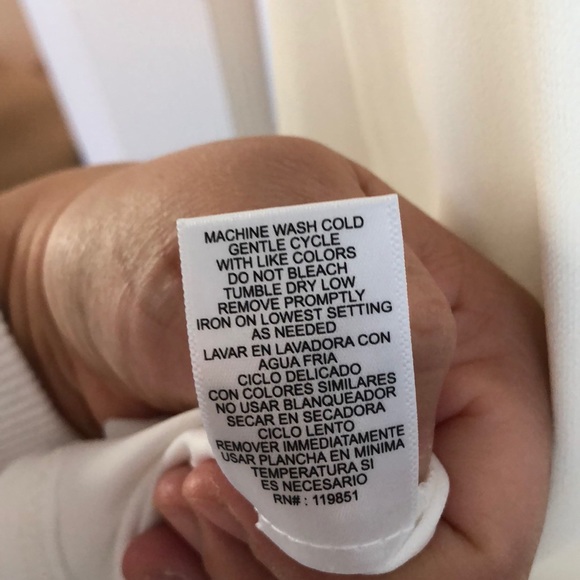 MACHINE WASH COLD
GENTLE CYCLE
WITH LIKE COLORS
DO NOT BLEACH
TUMBLE DRY LOW
REMOVE PROMPTLY
IRON ON LOWEST SETTING
AS NEEDED
LAVAR EN LAVADORA CON
AGUA FRIA
CICLO DELICADO
CON COLORES SIMILARES
NO USAR BLANQUEADOR
SECAR EN SECADORA
CICLO LENTO
REMOVER IMMEDIATAMENTE
USAR PLANCHA EN MINIMA
TEMPERATURA SI
ES NECESARIO
RN# : 119851